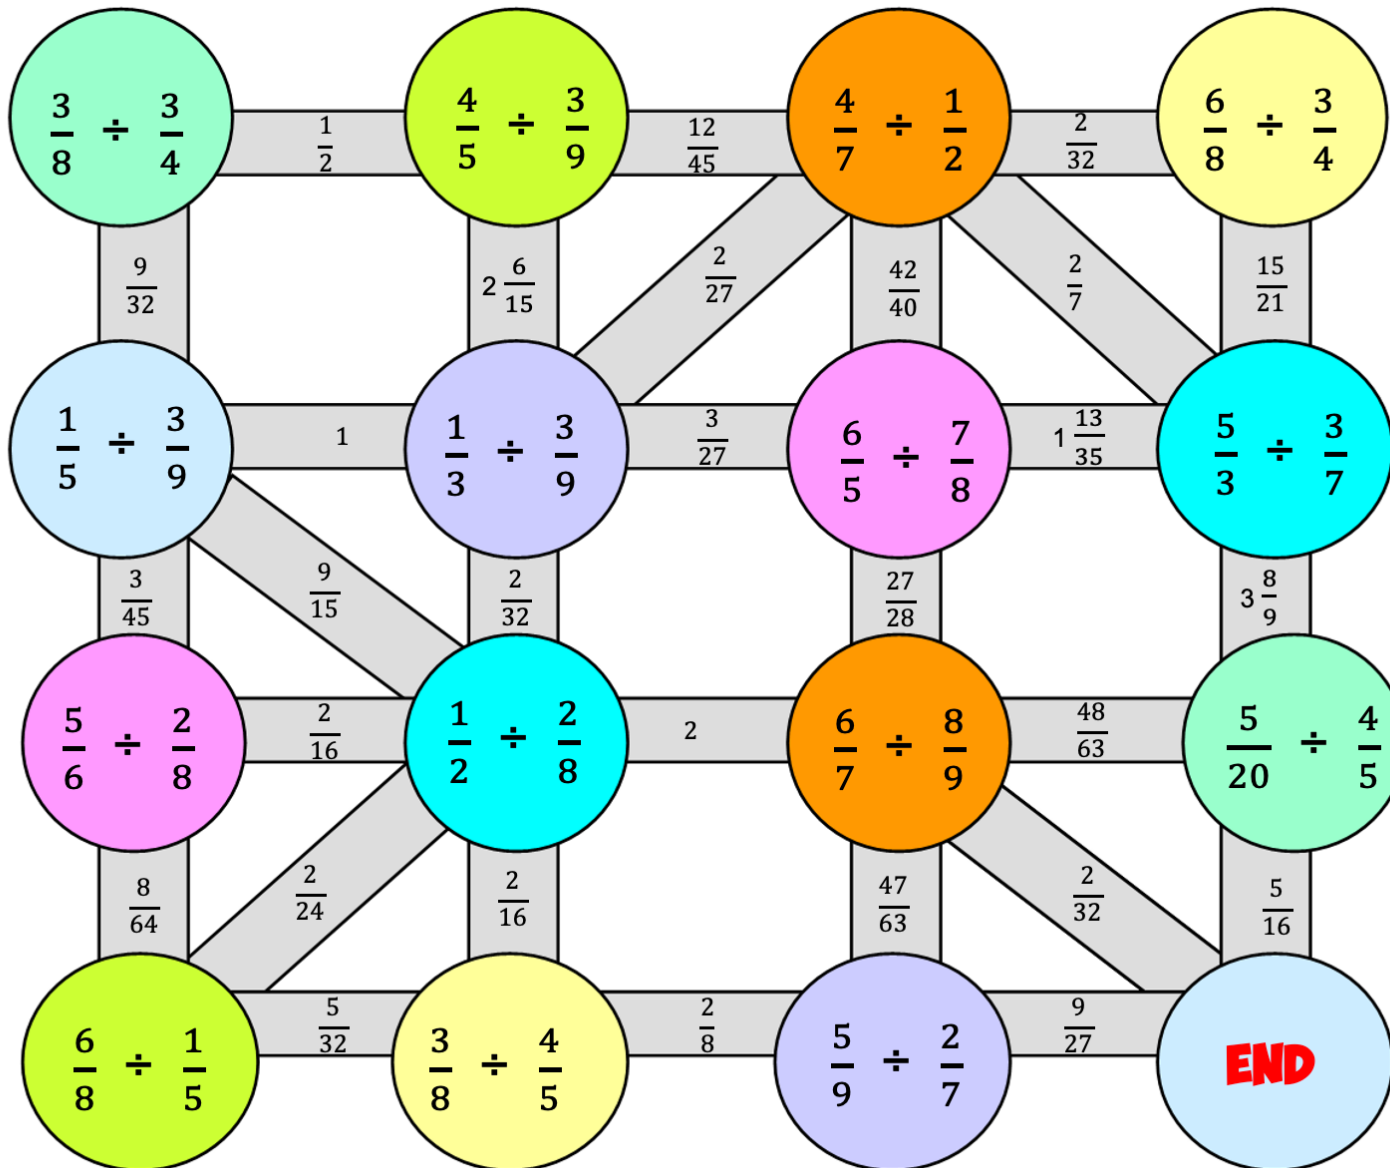 3/8 ÷ 3/4
1/2
4/5 ÷ 3/9
12/45
4/7 ÷ 1/2
2/32
6/8 ÷ 3/4
9/32
2 6/15
2/27
42/40
2/7
15/21
1/5 ÷ 3/9
1
1/3 ÷ 3/9
3/27
6/5 ÷ 7/8
1 13/35
5/3 ÷ 3/7
3/45
9/15
2/32
27/28
3 8/9
5/6 ÷ 2/8
2/16
1/2 ÷ 2/8
2
6/7 ÷ 8/9
48/63
5/20 ÷ 4/5
8/64
2/24
2/16
47/63
2/32
5/16
6/8 ÷ 1/5
5/32
3/8 ÷ 4/5
2/8
5/9 ÷ 2/7
9/27
END